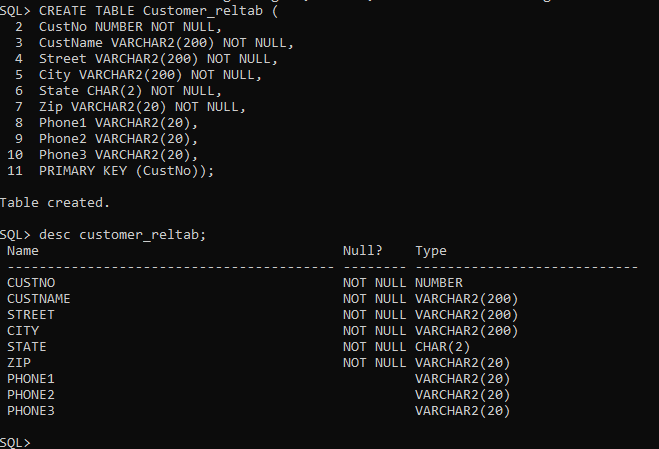 SQL> CREATE TABLE Customer_reltab (
  2  CustNo NUMBER NOT NULL,
  3  CustName VARCHAR2(200) NOT NULL,
  4  Street VARCHAR2(200) NOT NULL,
  5  City VARCHAR2(200) NOT NULL,
  6  State CHAR(2) NOT NULL,
  7  Zip VARCHAR2(20) NOT NULL,
  8  Phone1 VARCHAR2(20),
  9  Phone2 VARCHAR2(20),
 10  Phone3 VARCHAR2(20),
 11  PRIMARY KEY (CustNo));
Table created.
SQL> desc customer_reltab;
 Name                                      Null?    Type
 ----------------------------------------- -------- ----------------------------
 CUSTNO                                    NOT NULL NUMBER
 CUSTNAME                                  NOT NULL VARCHAR2(200)
 STREET                                    NOT NULL VARCHAR2(200)
 CITY                                      NOT NULL VARCHAR2(200)
 STATE                                     NOT NULL CHAR(2)
 ZIP                                       NOT NULL VARCHAR2(20)
 PHONE1                                             VARCHAR2(20)
 PHONE2                                             VARCHAR2(20)
 PHONE3                                             VARCHAR2(20)
SQL>